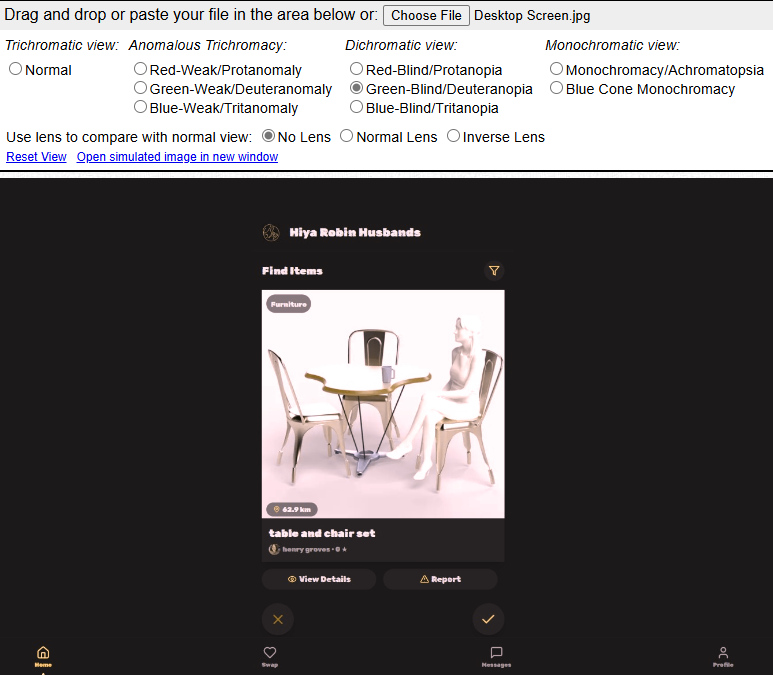 Drag and drop or paste your file in the area below or: Choose File Desktop Screen.jpg
Trichromatic view: Anomalous Trichromacy: Dichromatic view: Monochromatic view:
Normal Red-Weak/Protanomaly Red-Blind/Protanopia Monochromacy/Achromatopsia
Green-Weak/Deuteranomaly Green-Blind/Deuteranopia Blue Cone Monochromacy
Blue-Weak/Tritanomaly Blue-Blind/Tritanopia
Use lens to compare with normal view: No Lens Normal Lens Inverse Lens
Reset View Open simulated image in new window
Hiya Robin Husbands
Find Items
Furniture
62.9 km
table and chair set
henry groves • 0 ★
View Details Report
Home Swap Messages Profile